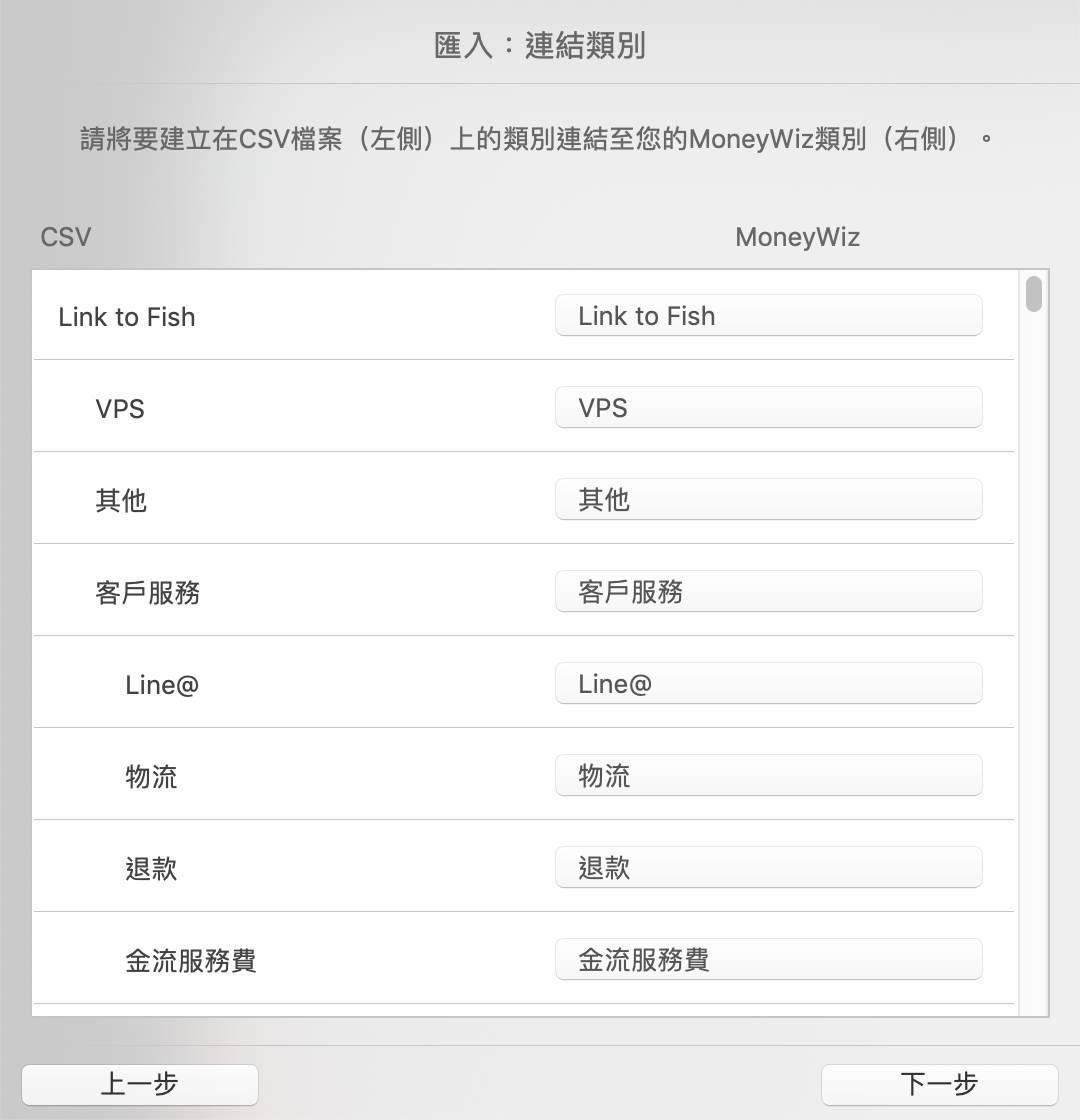 匯入：連結類別
請將要建立在CSV檔案（左側）上的類別連結至您的MoneyWiz類別（右側）。
CSV MoneyWiz
Link to Fish Link to Fish
VPS VPS
其他 其他
客戶服務 客戶服務
Line@ Line@
物流 物流
退款 退款
金流服務費 金流服務費
上一步 下一步